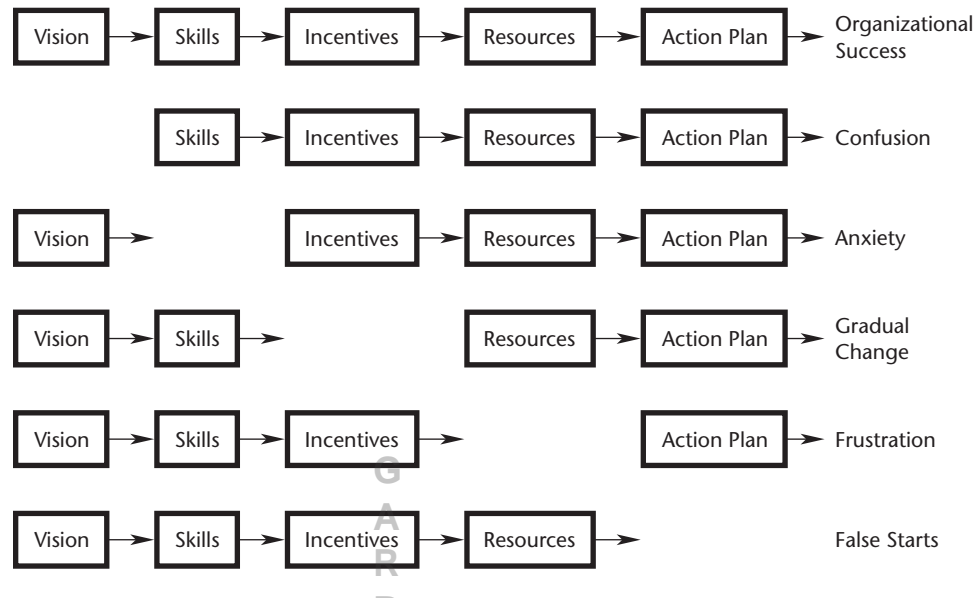 Vision Skills Incentives Resources Action Plan Organizational
Success
Skills Incentives Resources Action Plan Confusion
Vision Incentives Resources Action Plan Anxiety
Vision Skills Resources Action Plan Gradual
Change
Vision Skills Incentives Action Plan Frustration
G
A
Vision Skills Incentives Resources False Starts
R